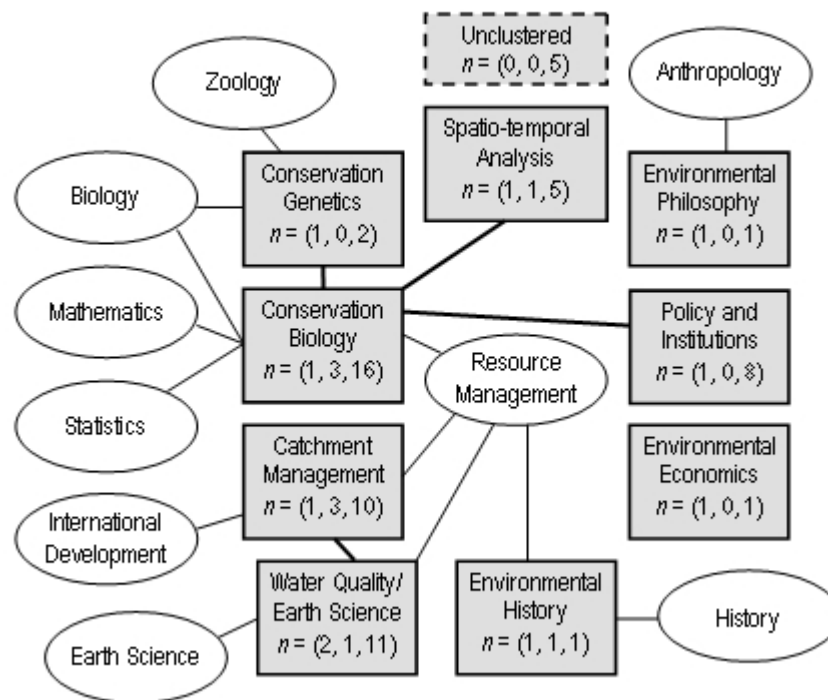 Unclustered
n = (0, 0, 5)
Zoology
Anthropology
Spatio-temporal
Analysis
n = (1, 1, 5)
Conservation
Genetics
n = (1, 0, 2)
Environmental
Philosophy
n = (1, 0, 1)
Biology
Mathematics
Conservation
Biology
n = (1, 3, 16)
Policy and
Institutions
n = (1, 0, 8)
Resource
Management
Statistics
Catchment
Management
n = (1, 3, 10)
Environmental
Economics
n = (1, 0, 1)
International
Development
Water Quality/
Earth Science
n = (2, 1, 11)
Environmental
History
n = (1, 1, 1)
History
Earth Science